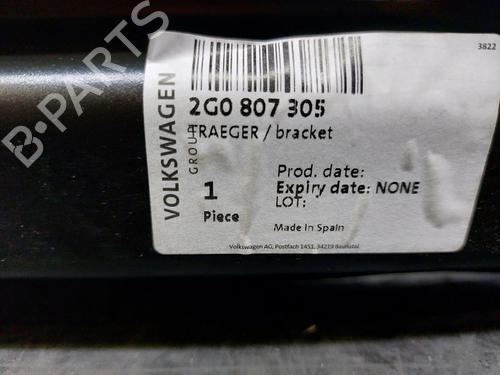 3822
2G0 807 305
TRAEGER / bracket
VOLKSWAGEN
GROUP
1
Piece
Prod. date:
Expiry date: NONE
LOT:
Made in Spain
Volkswagen AG, Postfach 1451, 34219 Baunatal
B-PARTS